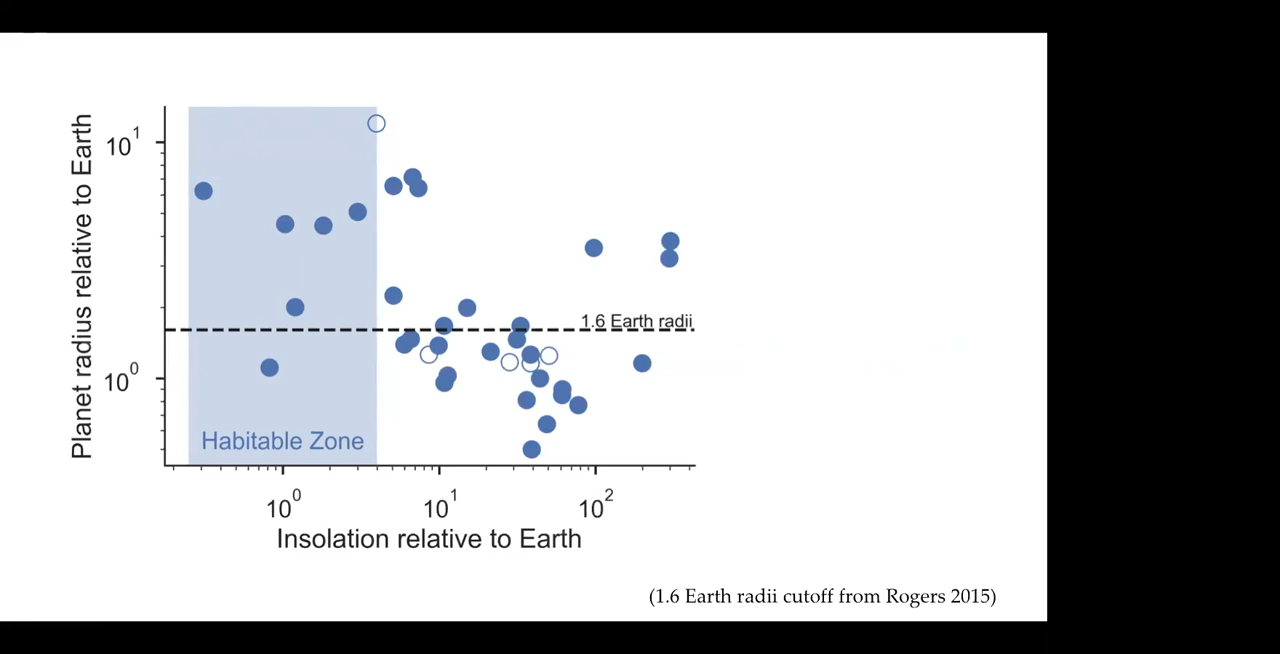 Planet radius relative to Earth
10^1
10^0
1.6 Earth radii
Habitable Zone
10^0 10^1 10^2
Insolation relative to Earth
(1.6 Earth radii cutoff from Rogers 2015)